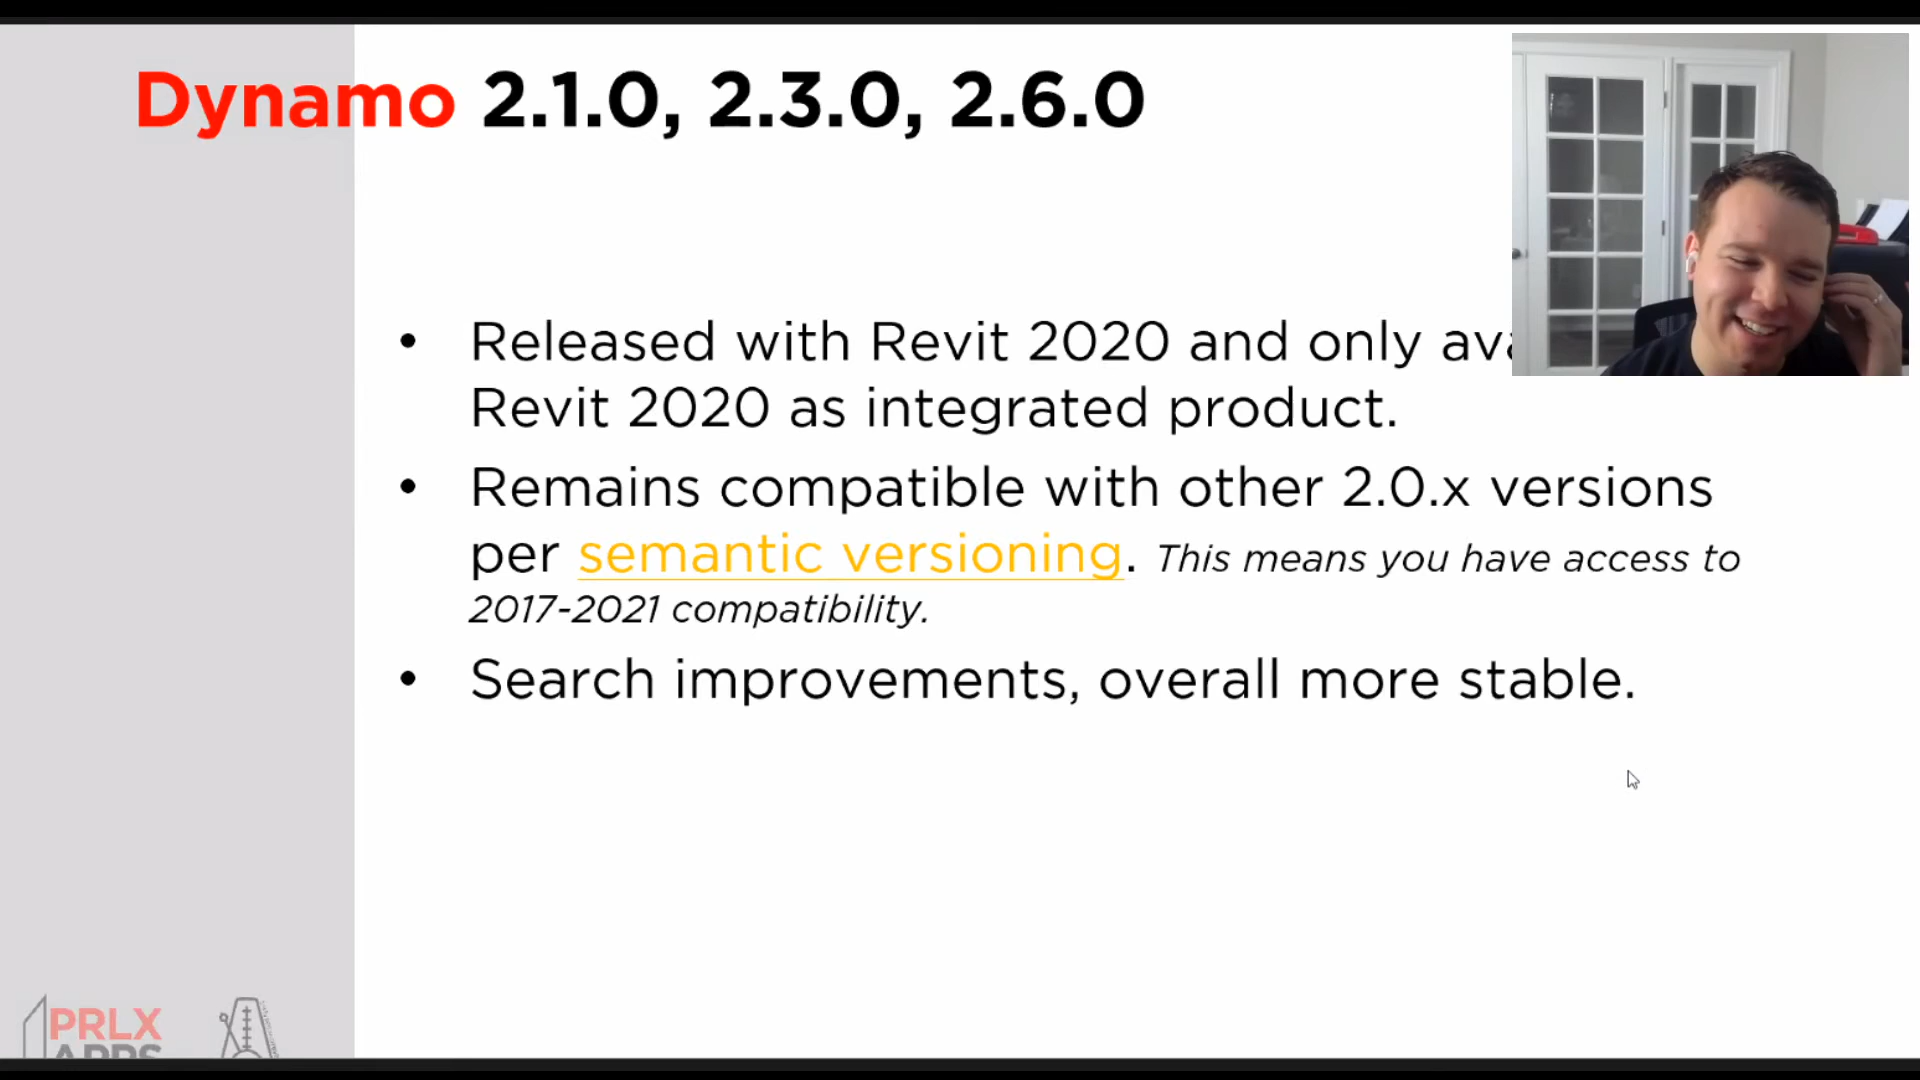 Dynamo 2.1.0, 2.3.0, 2.6.0
• Released with Revit 2020 and only
Revit 2020 as integrated product.
• Remains compatible with other 2.0.x versions
per semantic versioning. This means you have access to
2017-2021 compatibility.
• Search improvements, overall more stable.
PRLX
APPS